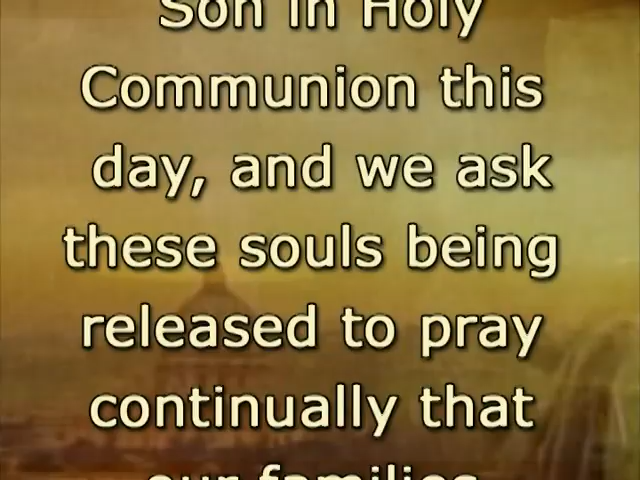 Son in Holy
Communion this
day, and we ask
these souls being
released to pray
continually that
our families